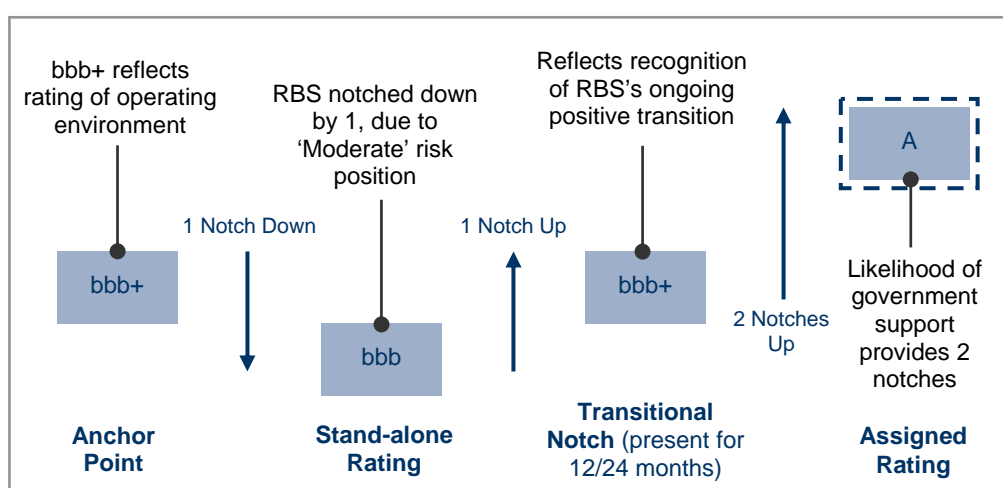 bbb+ reflects
rating of operating
environment
bbb+
Anchor
Point
1 Notch Down
RBS notched down
by 1, due to
‘Moderate’ risk
position
bbb
Stand-alone
Rating
1 Notch Up
Reflects recognition
of RBS’s ongoing
positive transition
bbb+
Transitional
Notch (present for
12/24 months)
2 Notches
Up
A
Likelihood of
government
support
provides 2
notches
Assigned
Rating